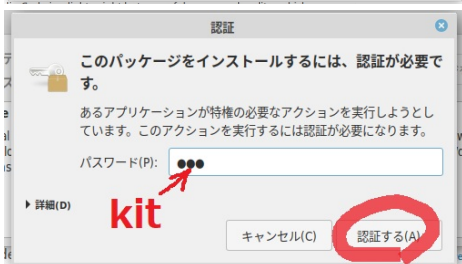 認証
このパッケージをインストールするには、認証が必要で
す。
あるアプリケーションが特権の必要なアクションを実行しようとし
ています。このアクションを実行するには認証が必要になります。
パスワード(P): ●●●
kit
詳細(D)
キャンセル(C) 認証する(A)